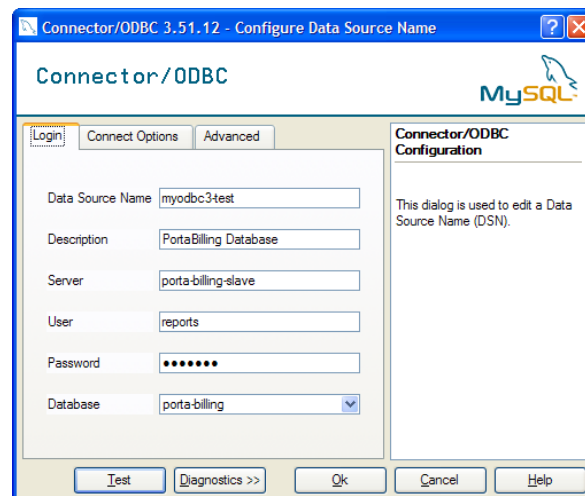 Connector/ODBC 3.51.12 - Configure Data Source Name
Connector/ODBC
MySQL
Login
Connect Options
Advanced
Data Source Name myodbc3-test
Description PortaBilling Database
Server porta-billing-slave
User reports
Password •••••••
Database porta-billing
Connector/ODBC
Configuration
This dialog is used to edit a Data
Source Name (DSN).
Test
Diagnostics >>
Ok
Cancel
Help